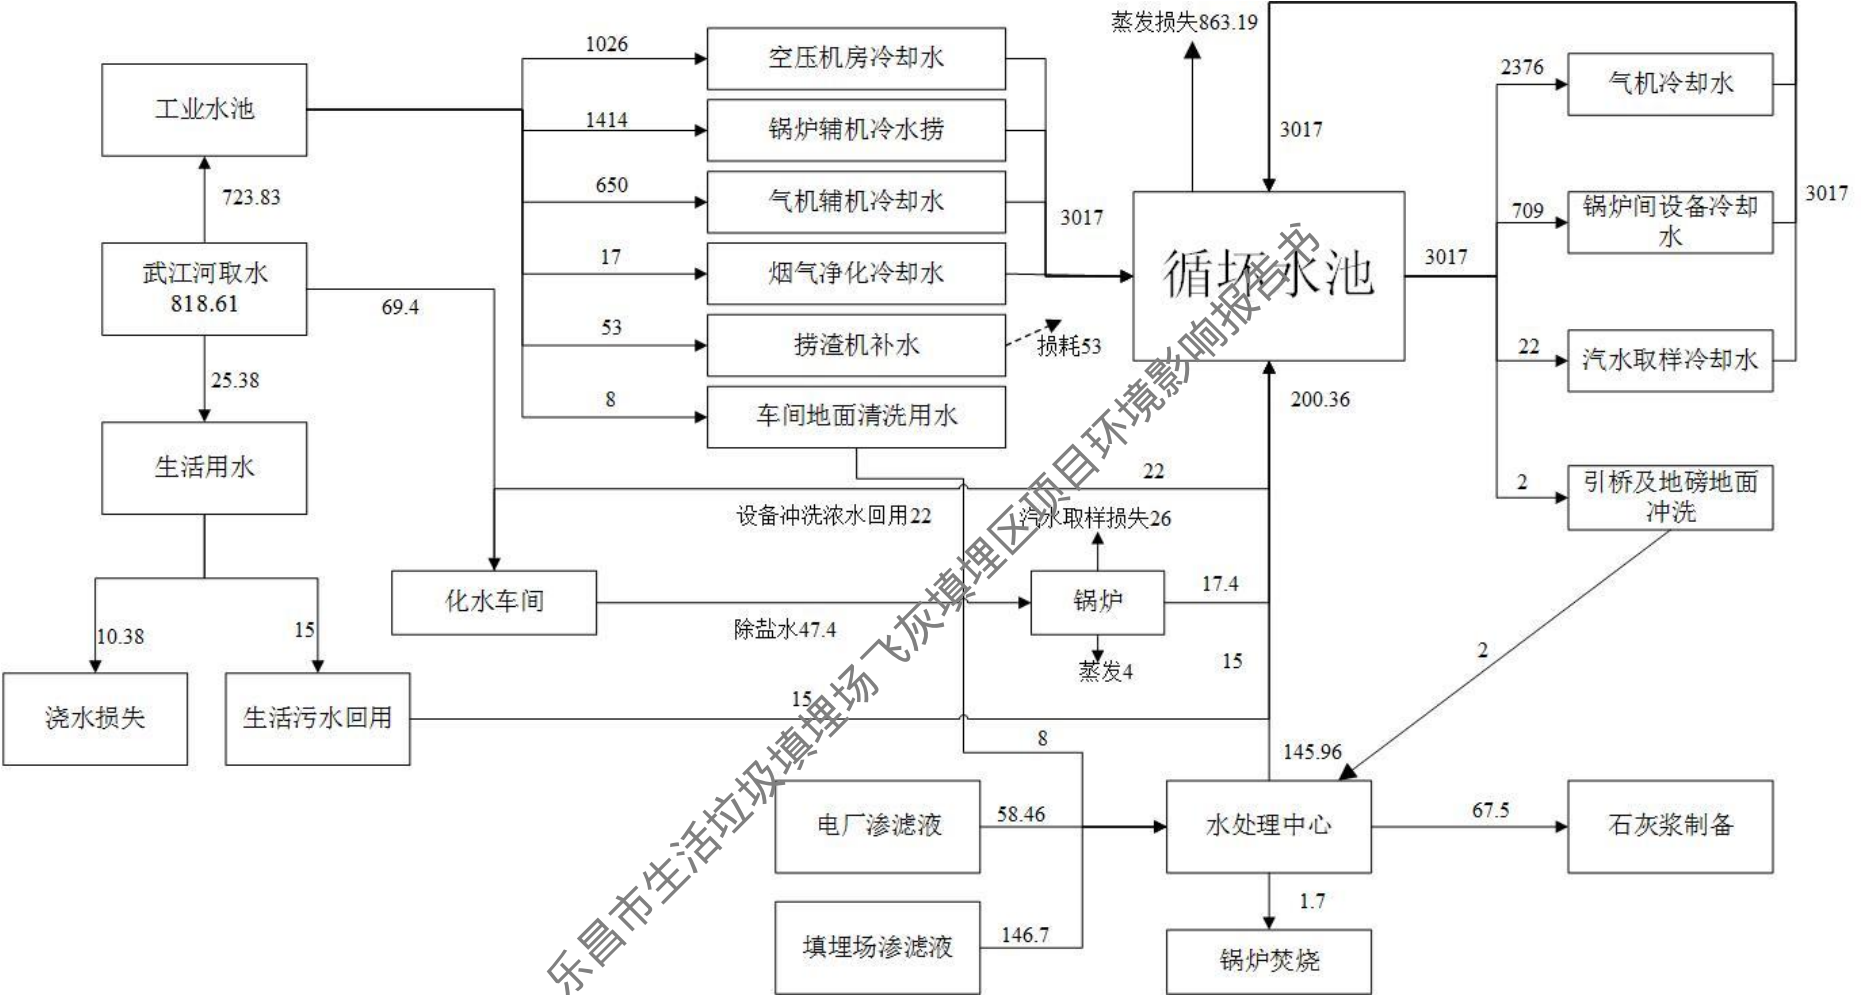 蒸发损失863.19
1026
空压机房冷却水
2376
气机冷却水
工业水池
1414
锅炉辅机冷水捞
3017
723.83
650
气机辅机冷却水
3017
709
锅炉间设备冷却
水
3017
武江河取水
818.61
17
烟气净化冷却水
循坏水池
3017
69.4
53
捞渣机补水
损耗53
22
汽水取样冷却水
25.38
8
车间地面清洗用水
200.36
生活用水
22
2
引桥及地磅地面
冲洗
设备冲洗浓水回用22
汽水取样损失26
化水车间
锅炉
17.4
除盐水47.4
10.38
15
蒸发4
15
2
浇水损失
生活污水回用
15
8
145.96
电厂渗滤液
58.46
水处理中心
67.5
石灰浆制备
1.7
填埋场渗滤液
146.7
锅炉焚烧
乐昌市生活垃圾填埋场飞灰填埋区项目环境影响报告书